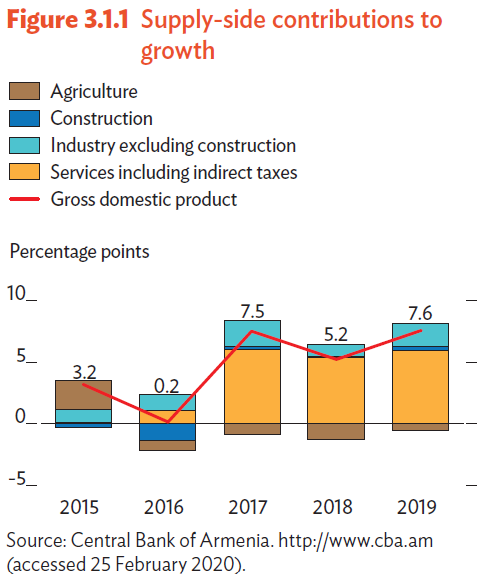 Figure 3.1.1 Supply-side contributions to
growth
Agriculture
Construction
Industry excluding construction
Services including indirect taxes
Gross domestic product
Percentage points
10
7.5
7.6
5.2
5
3.2
0.2
0
-5
2015 2016 2017 2018 2019
Source: Central Bank of Armenia. http://www.cba.am
(accessed 25 February 2020).